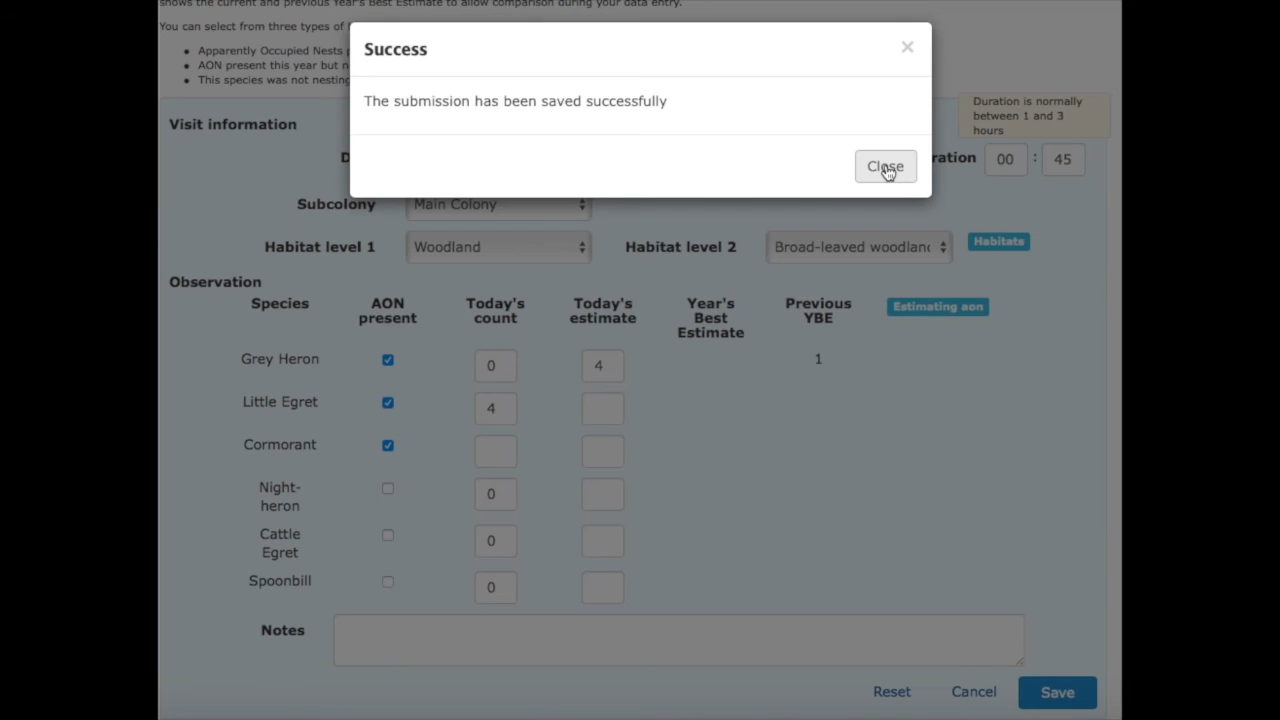 shows the current and previous Year's Best Estimate to allow comparison during your data entry.
You can select from three types of
Apparently Occupied Nests
AON present this year but n
This species was not nesting
Success
×
The submission has been saved successfully
Close
Duration is normally between 1 and 3 hours
Visit information
D
ration 00 : 45
Subcolony Main Colony
Habitat level 1 Woodland Habitat level 2 Broad-leaved woodland Habitats
Observation
Species AON present Today's count Today's estimate Year's Best Estimate Previous YBE Estimating aon
Grey Heron 0 4 1
Little Egret 4
Cormorant
Night-heron 0
Cattle Egret 0
Spoonbill 0
Notes
Reset Cancel Save